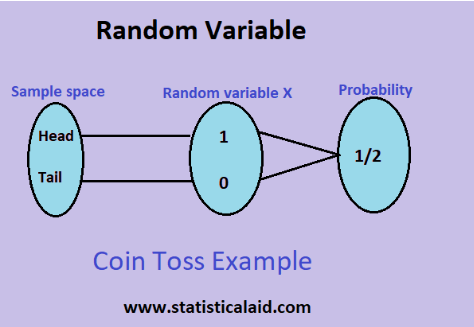 Random Variable
Sample space Random variable X Probability
Head 1
1/2
Tail 0
Coin Toss Example
www.statisticalaid.com